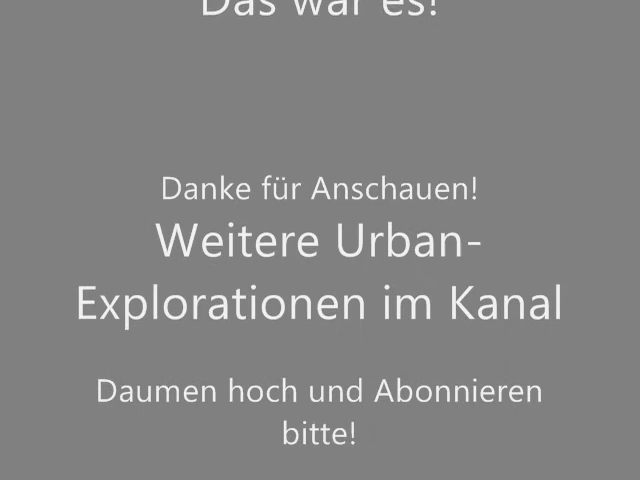 Das war es!
Danke für Anschauen!
Weitere Urban-
Explorationen im Kanal
Daumen hoch und Abonnieren
bitte!